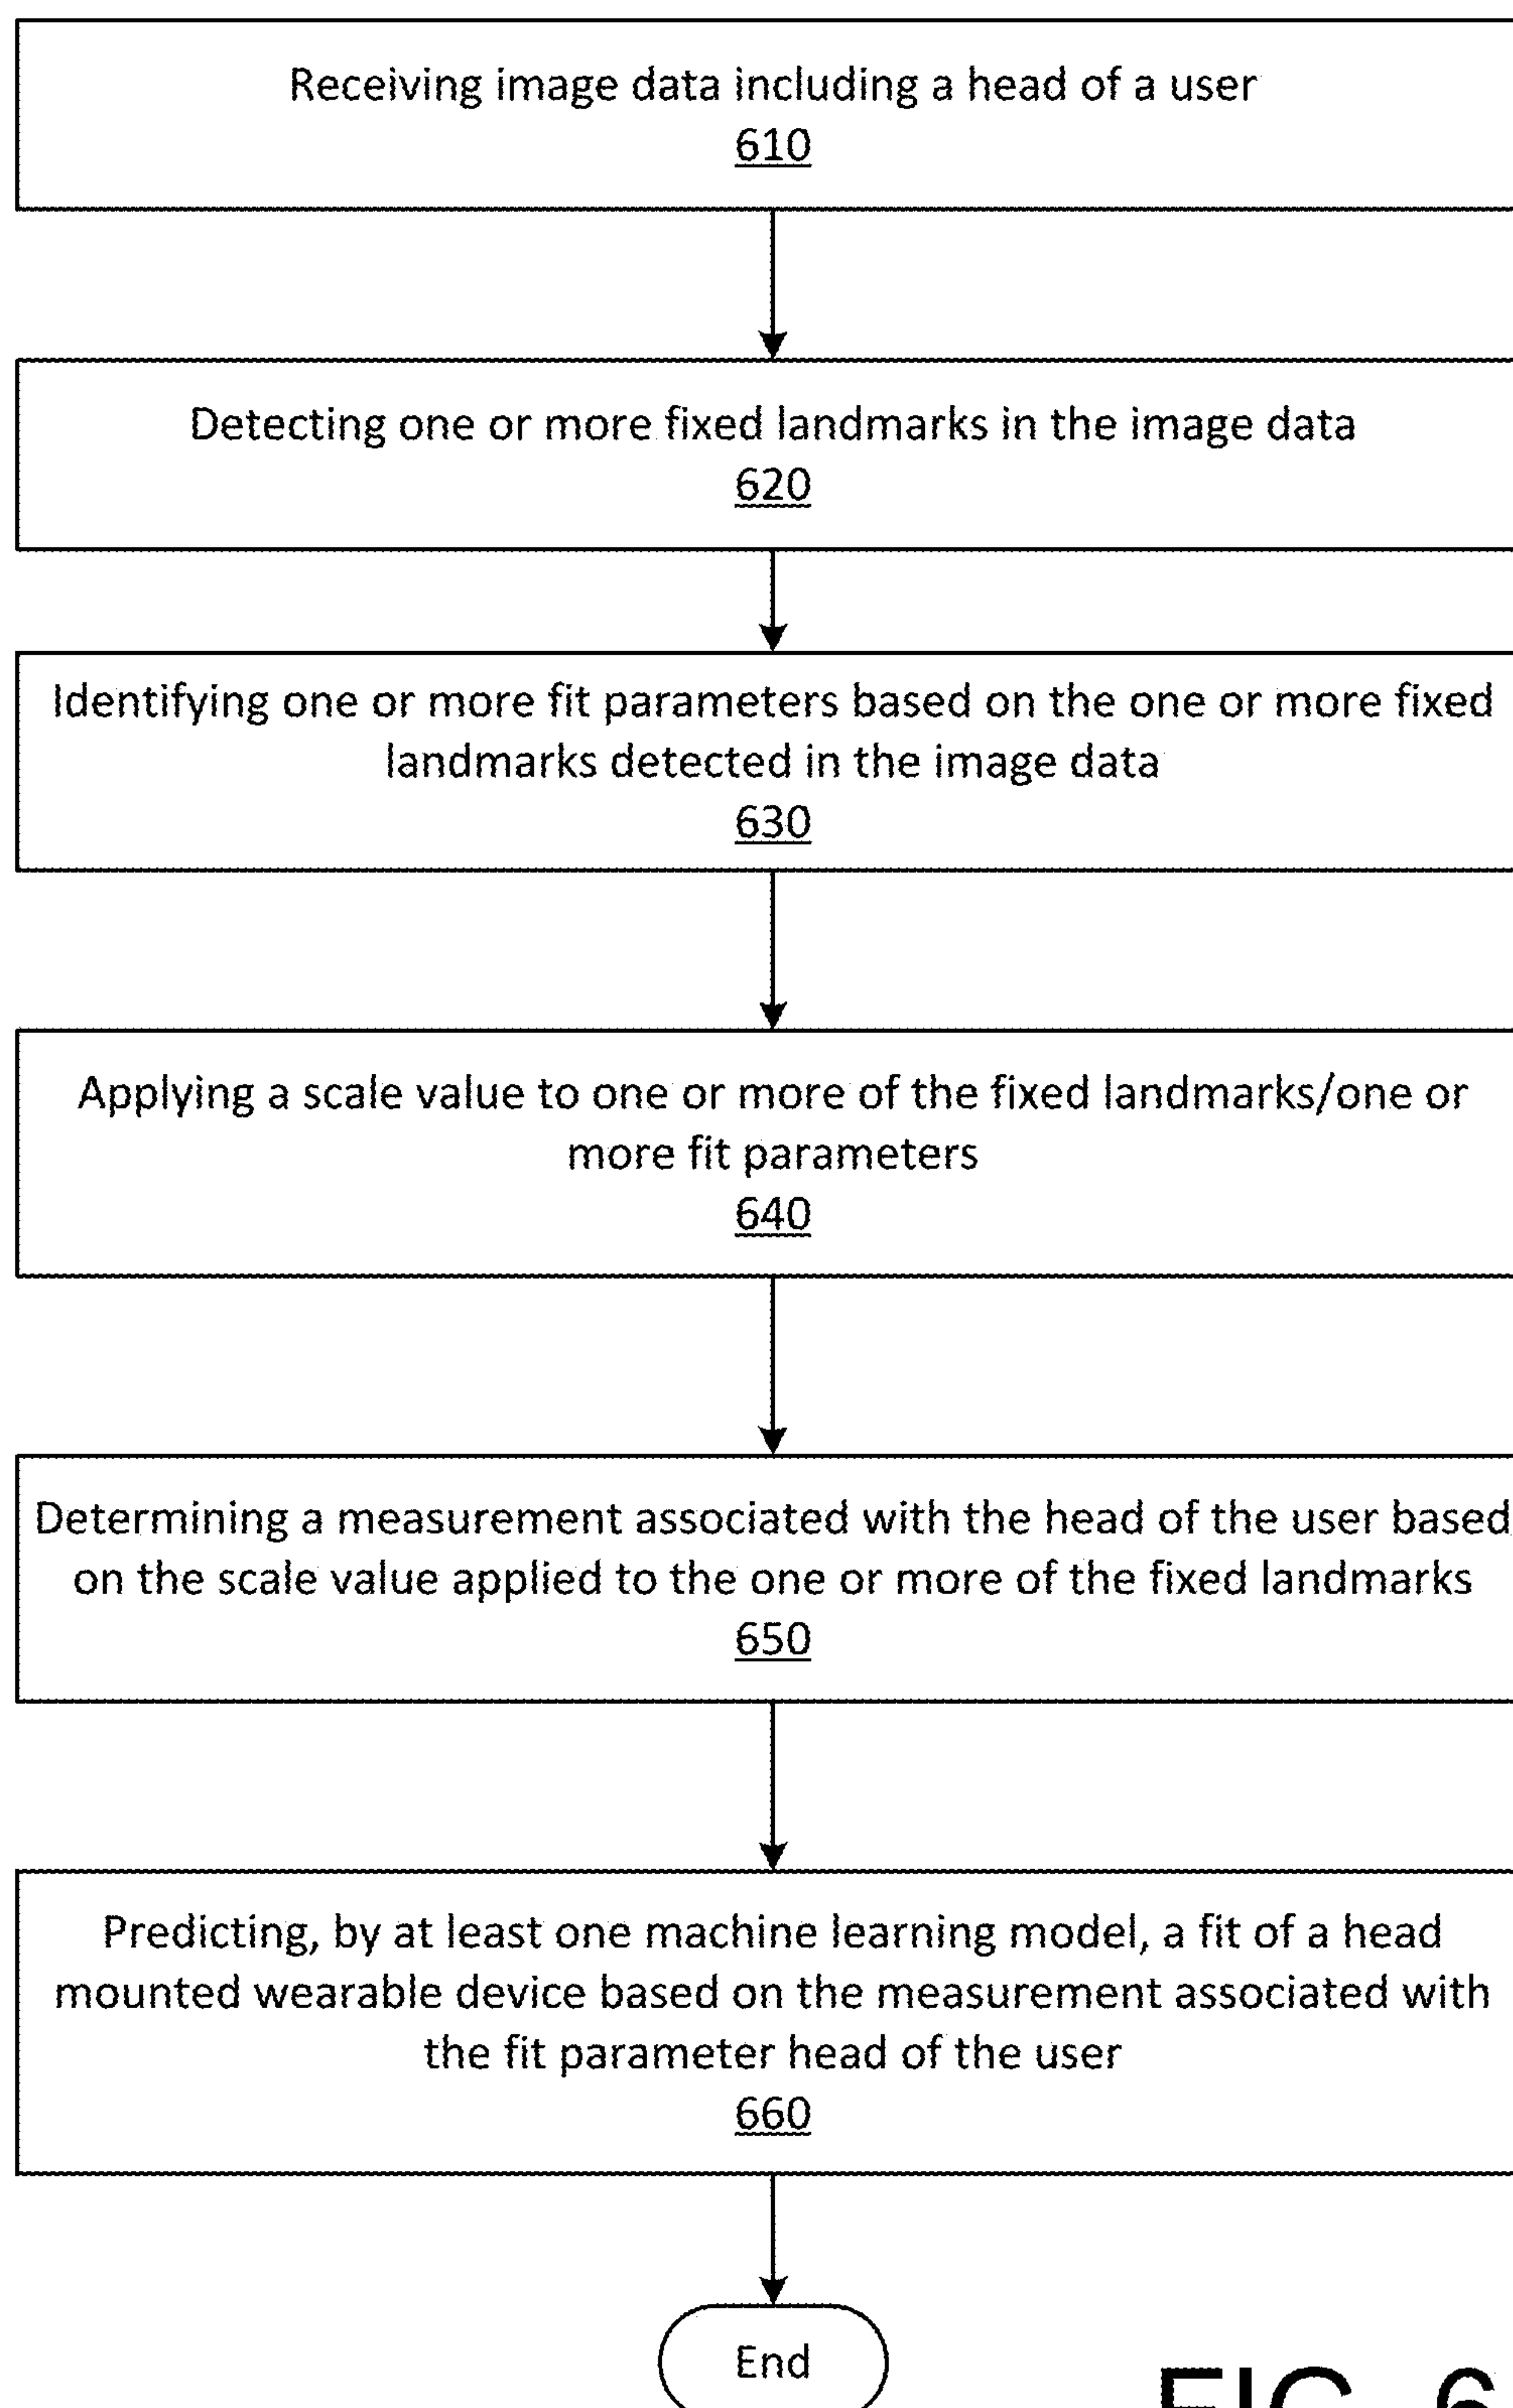 Receiving image data including a head of a user
610
Detecting one or more fixed landmarks in the image data
620
Identifying one or more fit parameters based on the one or more fixed
landmarks detected in the image data
630
Applying a scale value to one or more of the fixed landmarks/one or
more fit parameters
640
Determining a measurement associated with the head of the user based
on the scale value applied to the one or more of the fixed landmarks
650
Predicting, by at least one machine learning model, a fit of a head
mounted wearable device based on the measurement associated with
the fit parameter head of the user
660
End
FIG. 6